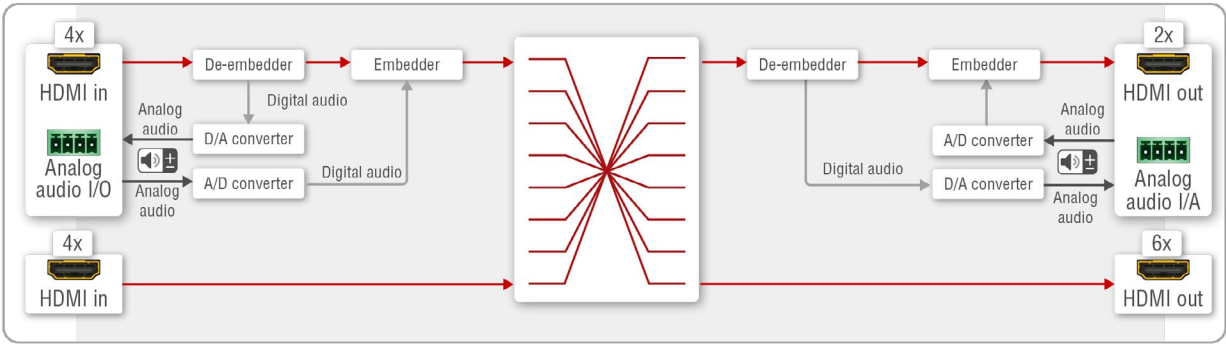 4x
HDMI in
De-embedder
Embedder
Digital audio
Analog
audio
D/A converter
Analog
audio I/O
+
-
Analog
audio
A/D converter
Digital audio
4x
HDMI in
De-embedder
Embedder
2x
HDMI out
Analog
audio
A/D converter
+
-
Digital audio
D/A converter
Analog
audio
Analog
audio I/A
6x
HDMI out